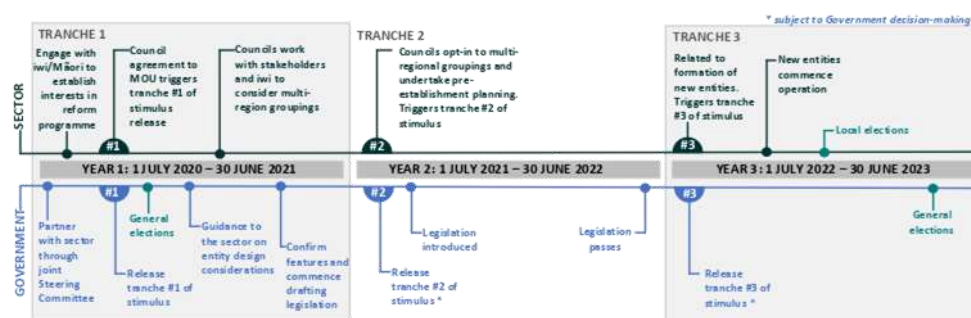 * subject to Government decision-making
TRANCHE 1
TRANCHE 2
TRANCHE 3
SECTOR
Engage with
iwi/Māori to
establish
interests in
reform
programme
Council
agreement to
MOU triggers
tranche #1 of
stimulus
release
Councils work
with stakeholders
and iwi to
consider multi-
region groupings
Councils opt-in to multi-
regional groupings and
undertake pre-
establishment planning.
Triggers tranche #2 of
stimulus
Related to
formation of
new entities.
Triggers tranche
#3 of stimulus
New entities
commence
operation
Local elections
#1
#2
#3
YEAR 1: 1 JULY 2020 – 30 JUNE 2021
YEAR 2: 1 JULY 2021 – 30 JUNE 2022
YEAR 3: 1 JULY 2022 – 30 JUNE 2023
GOVERNMENT
#1
#2
#3
Partner
with sector
through
joint
Steering
Committee
Release
tranche #1 of
stimulus
General
elections
Guidance to
the sector on
entity design
considerations
Confirm
features and
commence
drafting
legislation
Release
tranche #2 of
stimulus *
Legislation
introduced
Legislation
passes
Release
tranche #3 of
stimulus *
General
elections